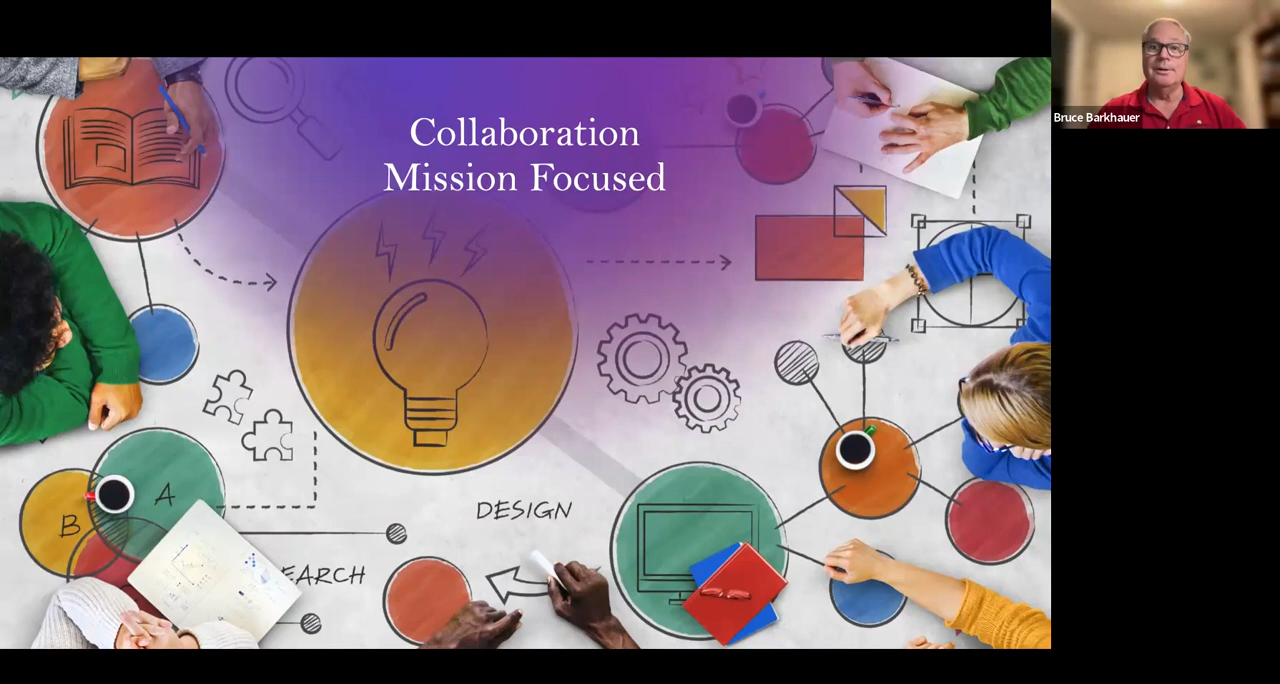 Collaboration
Mission Focused
Bruce Barkhauer
A
B
DESIGN
EARCH